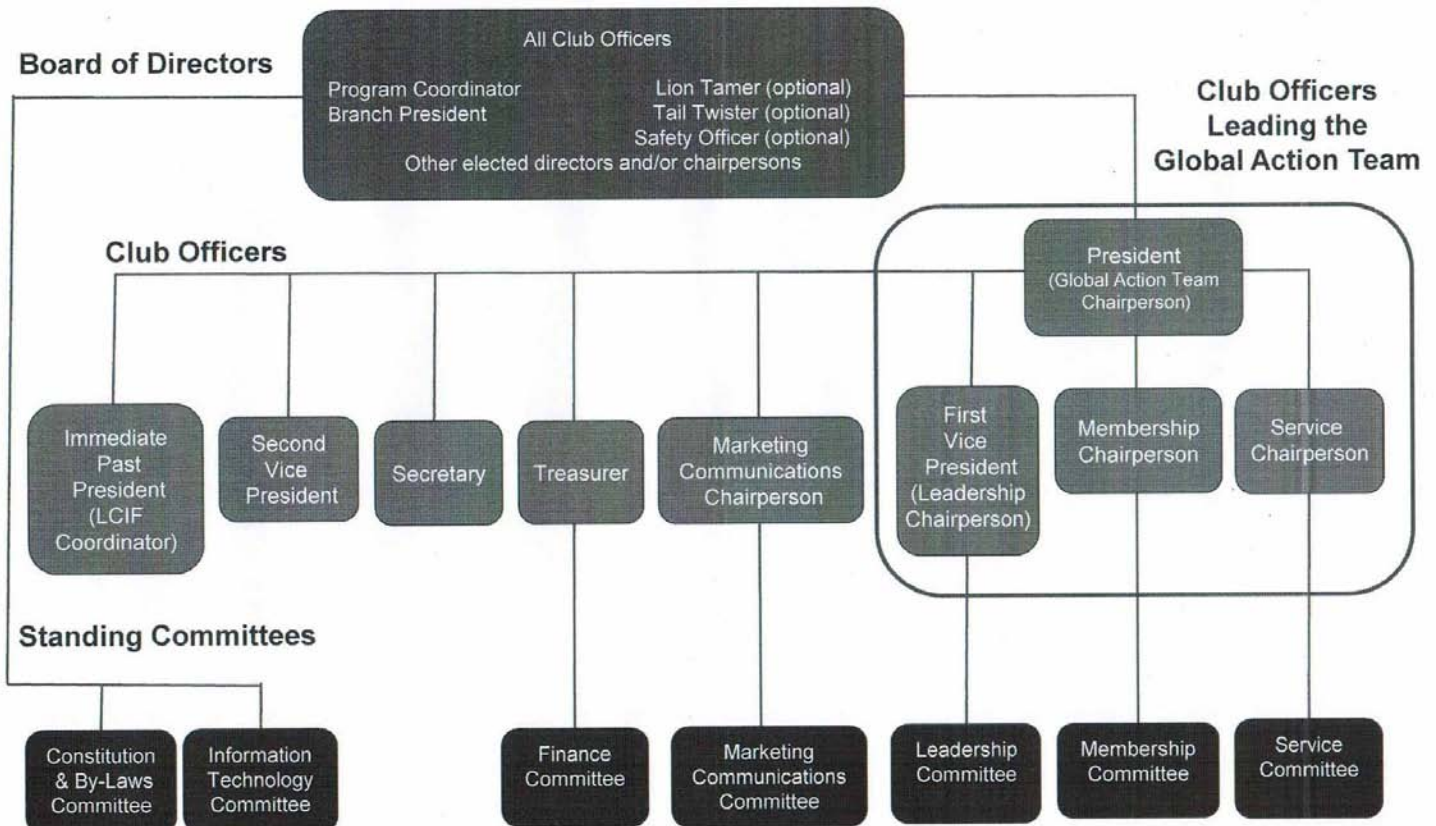 All Club Officers
Board of Directors
Program Coordinator
Branch President
Lion Tamer (optional)
Tail Twister (optional)
Safety Officer (optional)
Other elected directors and/or chairpersons
Club Officers
Leading the
Global Action Team
Club Officers
President
(Global Action Team
Chairperson)
Immediate
Past
President
(LCIF
Coordinator)
Second
Vice
President
Secretary
Treasurer
Marketing
Communications
Chairperson
First
Vice
President
(Leadership
Chairperson)
Membership
Chairperson
Service
Chairperson
Standing Committees
Constitution
& By-Laws
Committee
Information
Technology
Committee
Finance
Committee
Marketing
Communications
Committee
Leadership
Committee
Membership
Committee
Service
Committee